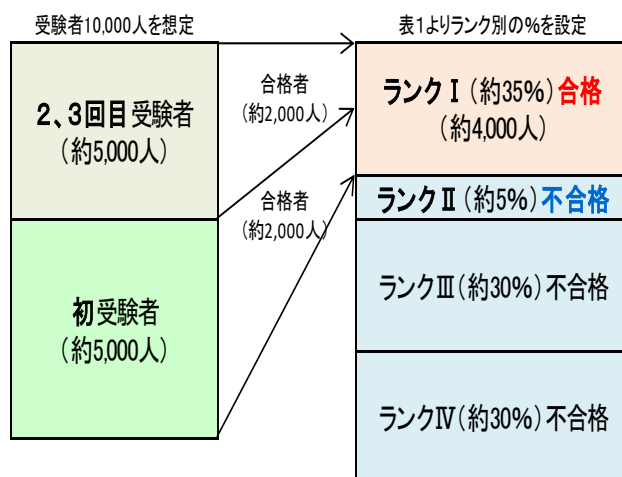 受験者10,000人を想定
表1よりランク別の%を設定
2、3回目受験者
(約5,000人)
合格者
(約2,000人)
ランクⅠ(約35%)合格
(約4,000人)
合格者
(約2,000人)
ランクⅡ(約5%)不合格
初受験者
(約5,000人)
ランクⅢ(約30%)不合格
ランクⅣ(約30%)不合格